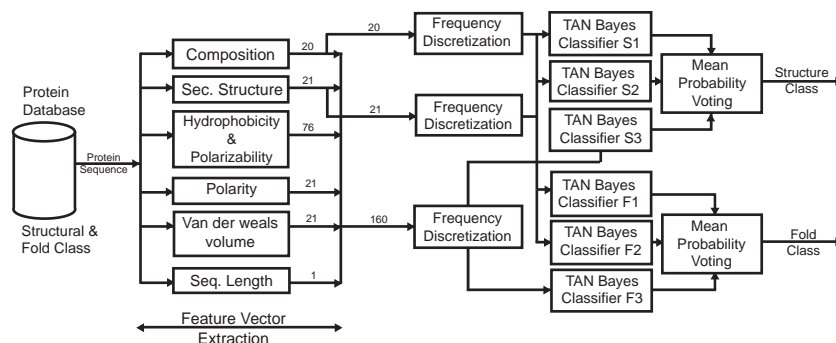 Protein
Database
Structural &
Fold Class
Protein
Sequence
Composition
20
Sec. Structure
21
Hydrophobicity
&
Polarizability
76
Polarity
21
Van der weals
volume
21
Seq. Length
1
Feature Vector
Extraction
20
21
160
Frequency
Discretization
Frequency
Discretization
Frequency
Discretization
TAN Bayes
Classifier S1
TAN Bayes
Classifier S2
TAN Bayes
Classifier S3
TAN Bayes
Classifier F1
TAN Bayes
Classifier F2
TAN Bayes
Classifier F3
Mean
Probability
Voting
Structure
Class
Mean
Probability
Voting
Fold
Class